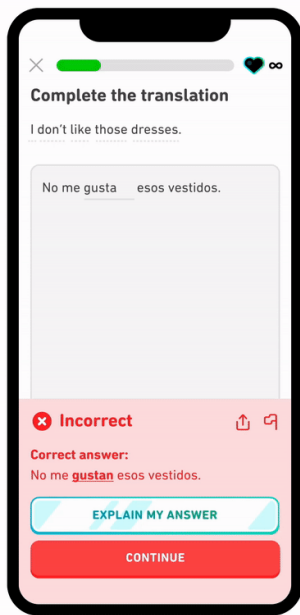 ∞
Complete the translation
I don't like those dresses.
No me gusta esos vestidos.
Incorrect
Correct answer:
No me gustan esos vestidos.
EXPLAIN MY ANSWER
CONTINUE